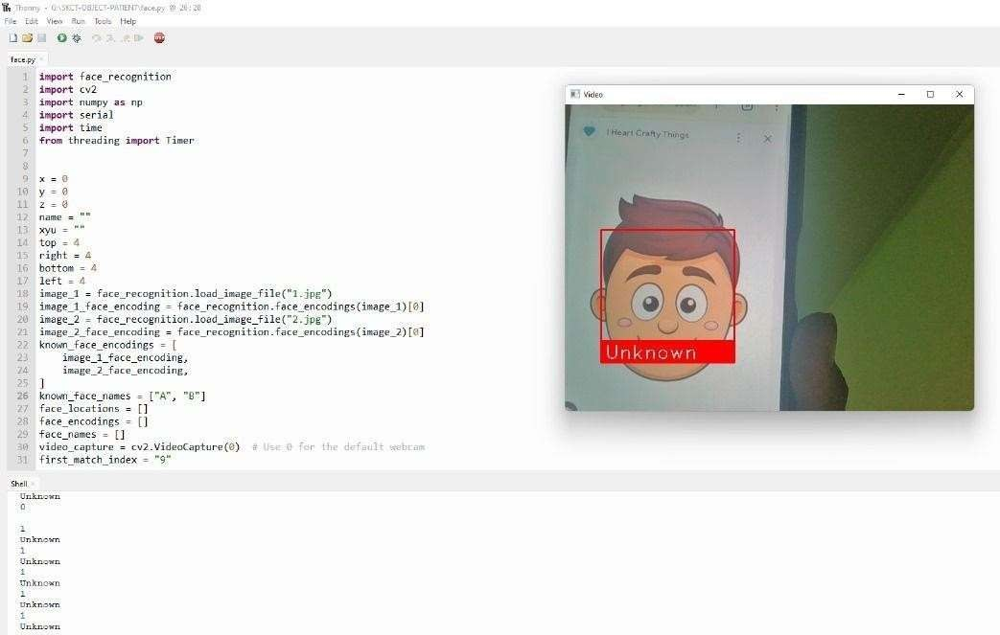 Thonny - G:\SKCT-OBJECT-PATIENT\face.py @ 26:28
File Edit View Run Tools Help
face.py
1 import face_recognition
2 import cv2
3 import numpy as np
4 import serial
5 import time
6 from threading import Timer
7
8
9 x = 0
10 y = 0
11 z = 0
12 name = ""
13 xyu = ""
14 top = 4
15 right = 4
16 bottom = 4
17 left = 4
18 image_1 = face_recognition.load_image_file("1.jpg")
19 image_1_face_encoding = face_recognition.face_encodings(image_1)[0]
20 image_2 = face_recognition.load_image_file("2.jpg")
21 image_2_face_encoding = face_recognition.face_encodings(image_2)[0]
22 known_face_encodings = [
23 image_1_face_encoding,
24 image_2_face_encoding,
25 ]
26 known_face_names = ["A", "B"]
27 face_locations = []
28 face_encodings = []
29 face_names = []
30 video_capture = cv2.VideoCapture(0) # Use 0 for the default webcam
31 first_match_index = "9"
Video
I Heart Crafty Things
Unknown
Shell
Unknown
0
1
Unknown
1
Unknown
1
Unknown
1
Unknown
1
Unknown